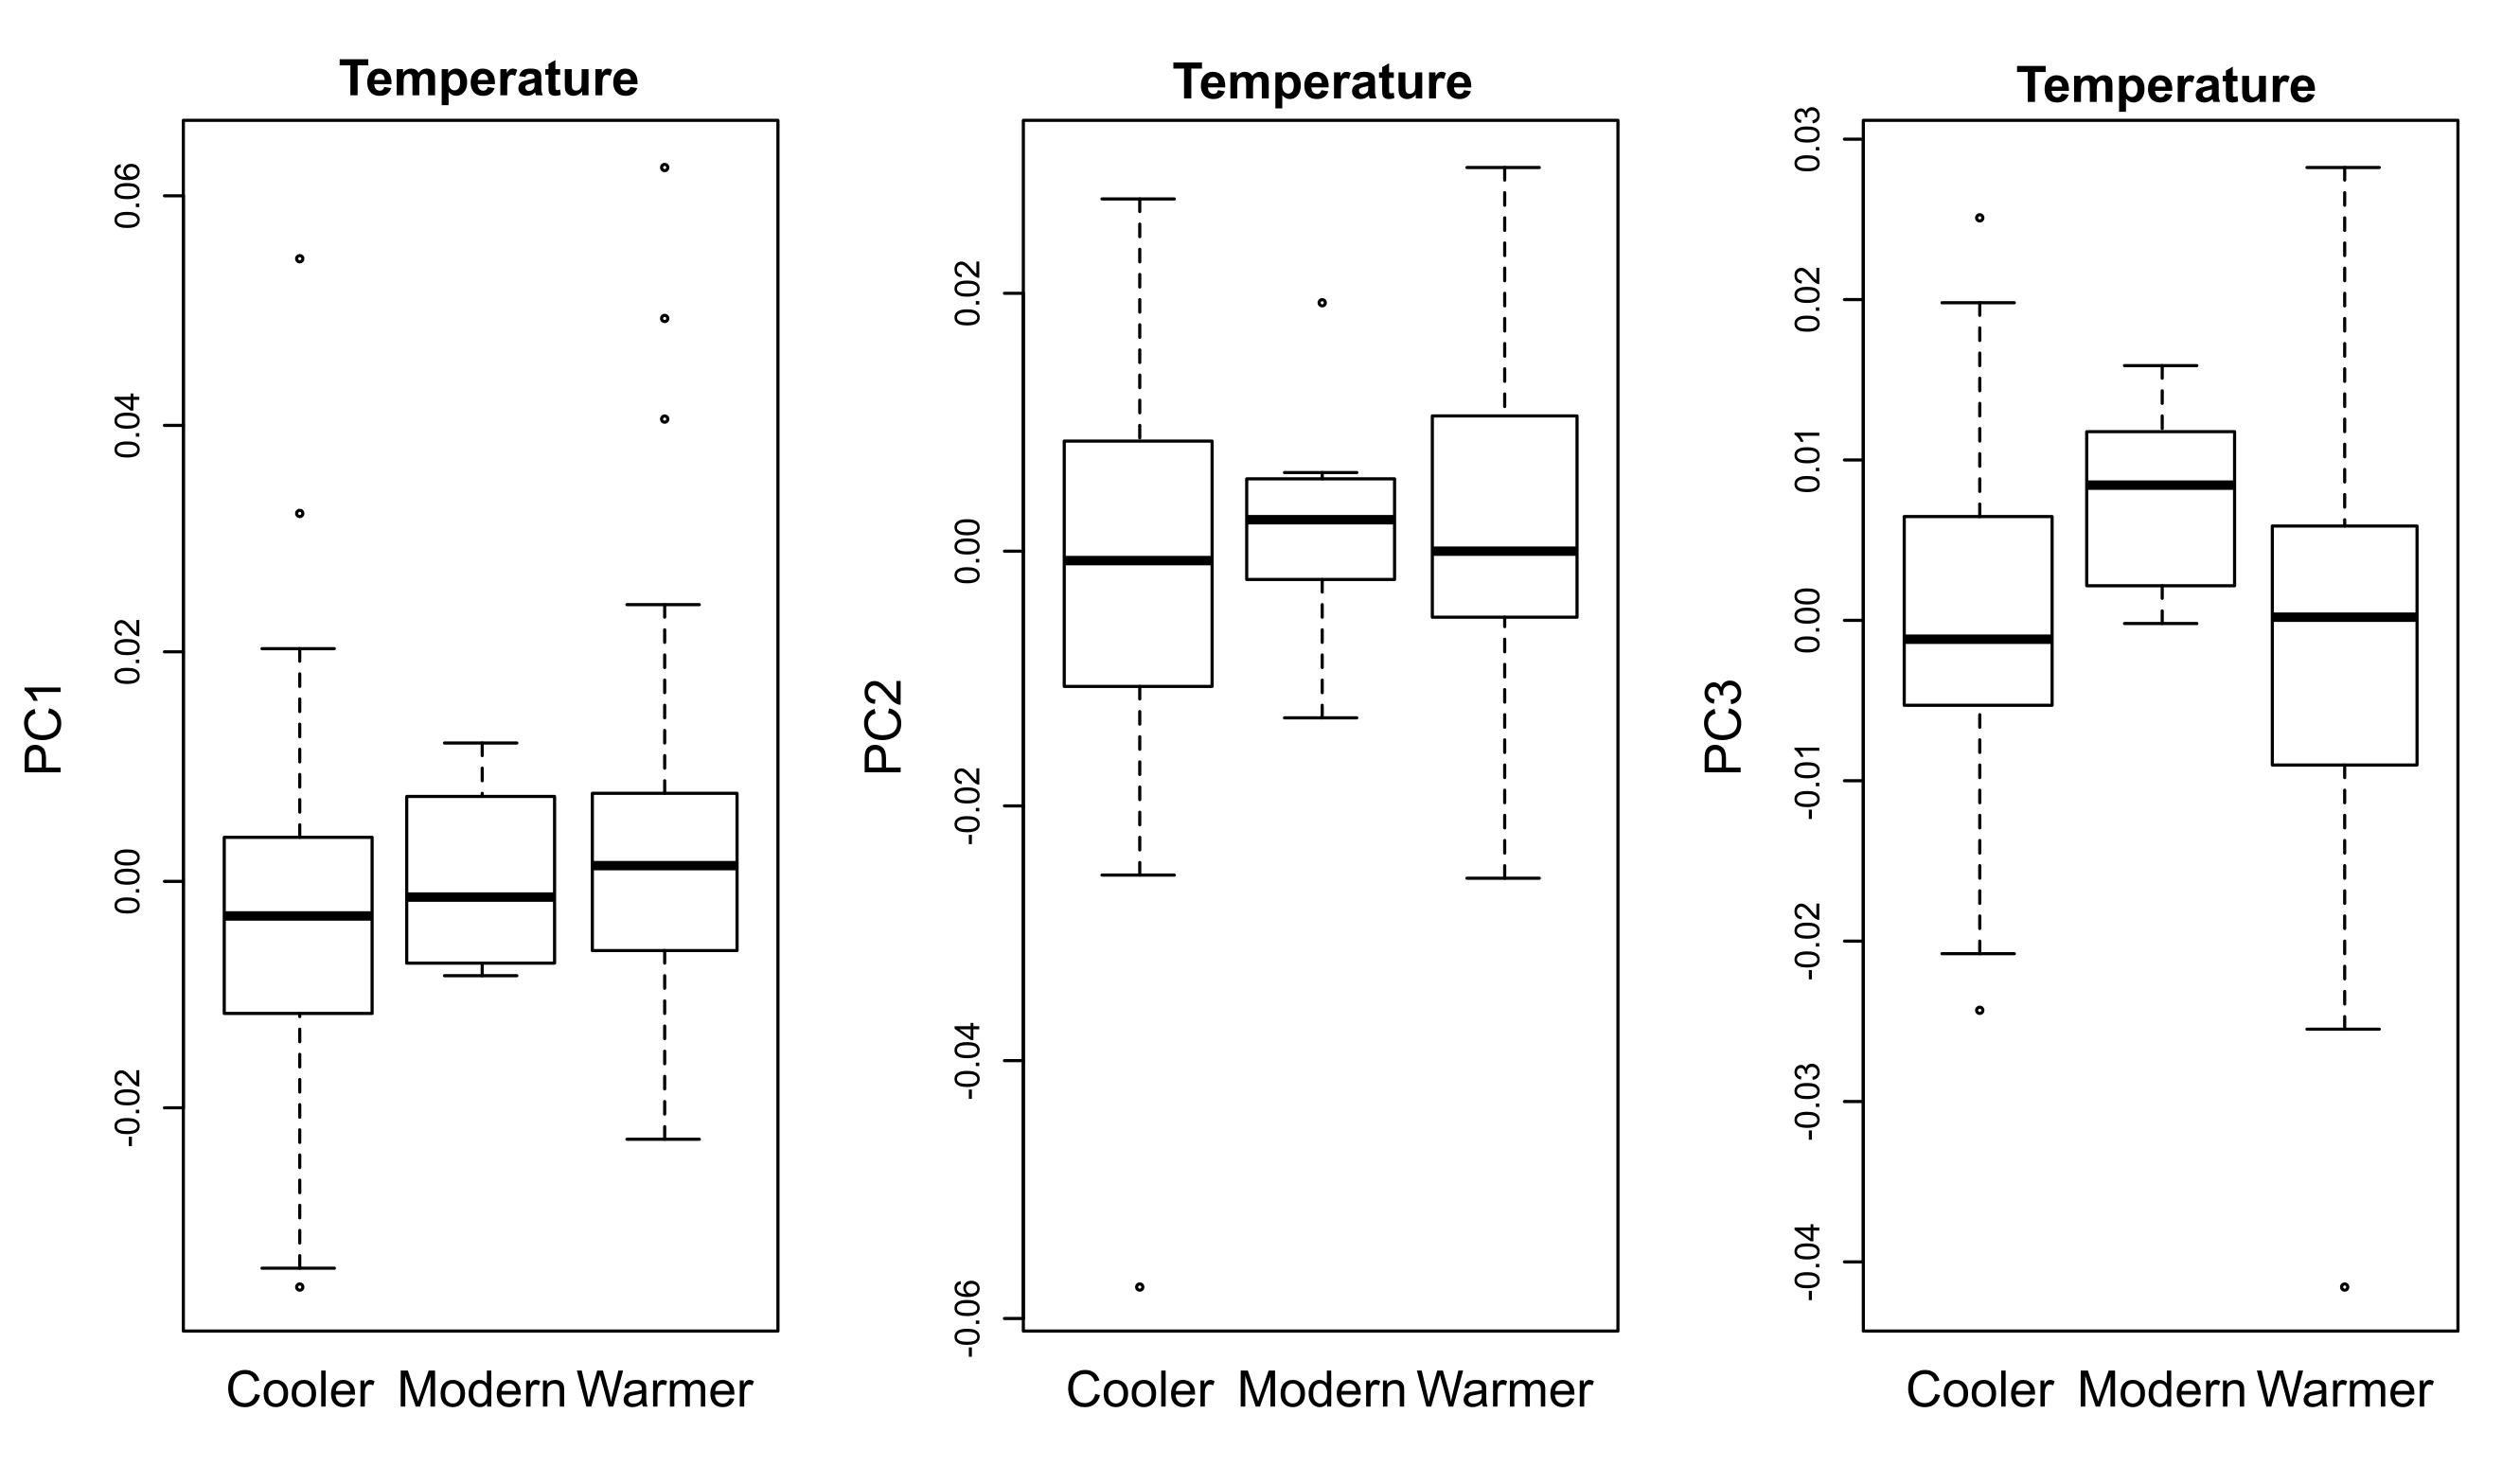 Temperature
PC1
0.06
0.04
0.02
0.00
-0.02
Cooler Modern Warmer
Temperature
PC2
0.02
0.00
-0.02
-0.04
-0.06
Cooler Modern Warmer
Temperature
PC3
0.03
0.02
0.01
0.00
-0.01
-0.02
-0.03
-0.04
Cooler Modern Warmer